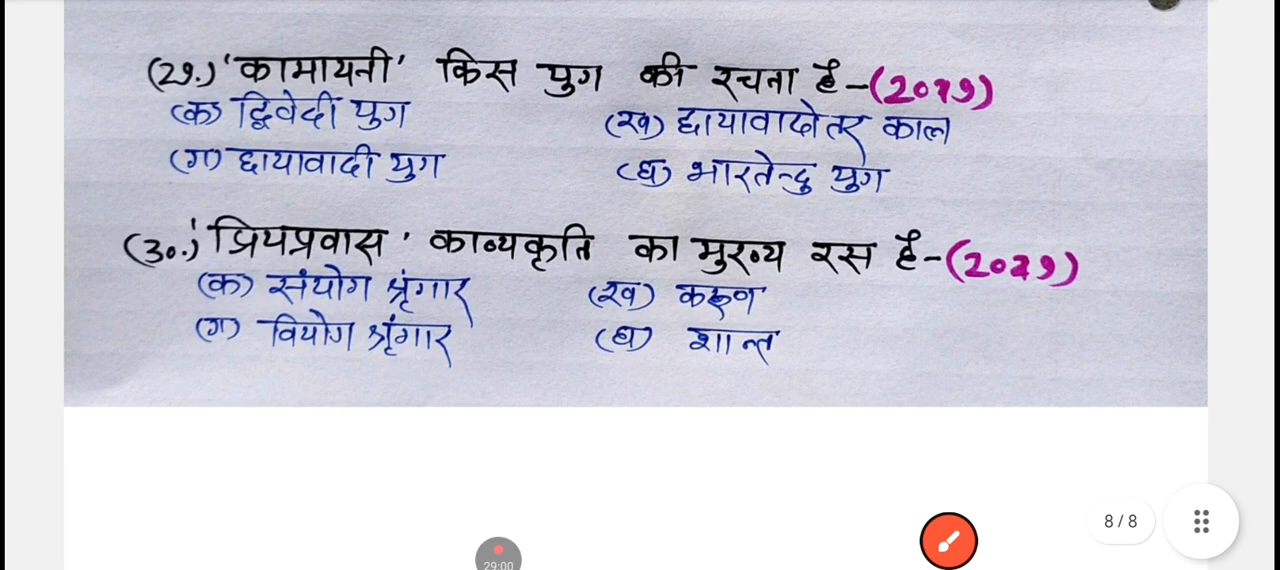 (29.) 'कामायनी' किस युग की रचना है-(2019)
(क) द्विवेदी युग (ख) छायावादोत्तर काल
(ग) छायावादी युग (घ) भारतेन्दु युग
(30.) 'प्रियप्रवास' काव्यकृति का मुख्य रस है-(2019)
(क) संयोग श्रृंगार (ख) करूण
(ग) वियोग श्रृंगार (घ) शान्त
8 / 8
29:00